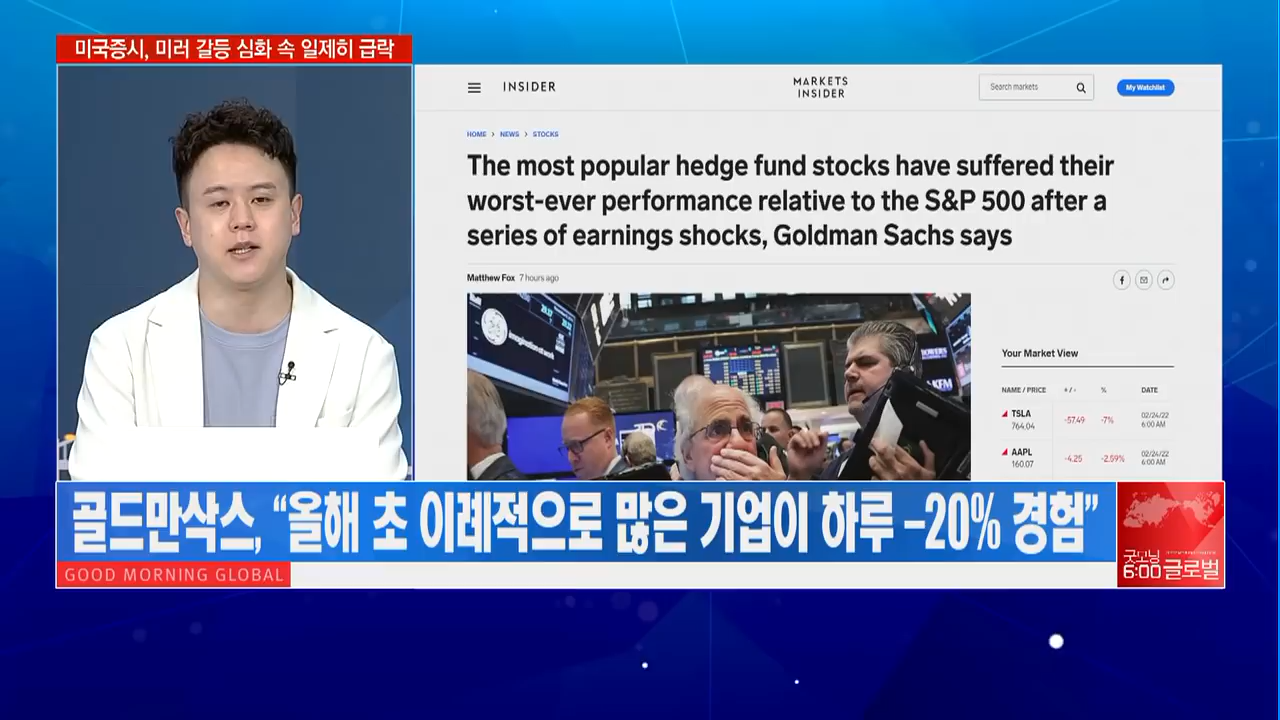 미국증시, 미러 갈등 심화 속 일제히 급락
INSIDER
MARKETS
INSIDER
Search markets
My Watchlist
HOME > NEWS > STOCKS
The most popular hedge fund stocks have suffered their
worst-ever performance relative to the S&P 500 after a
series of earnings shocks, Goldman Sachs says
Matthew Fox 7 hours ago
imagination at work
KFM
Your Market View
NAME / PRICE +/- % DATE
TSLA
764.04
-57.49 -7% 02/24/22
6:00 AM
AAPL
160.07
-4.25 -2.59% 02/24/22
6:00 AM
골드만삭스, “올해 초 이례적으로 많은 기업이 하루 -20% 경험”
GOOD MORNING GLOBAL
굿모닝
6:00 글로벌